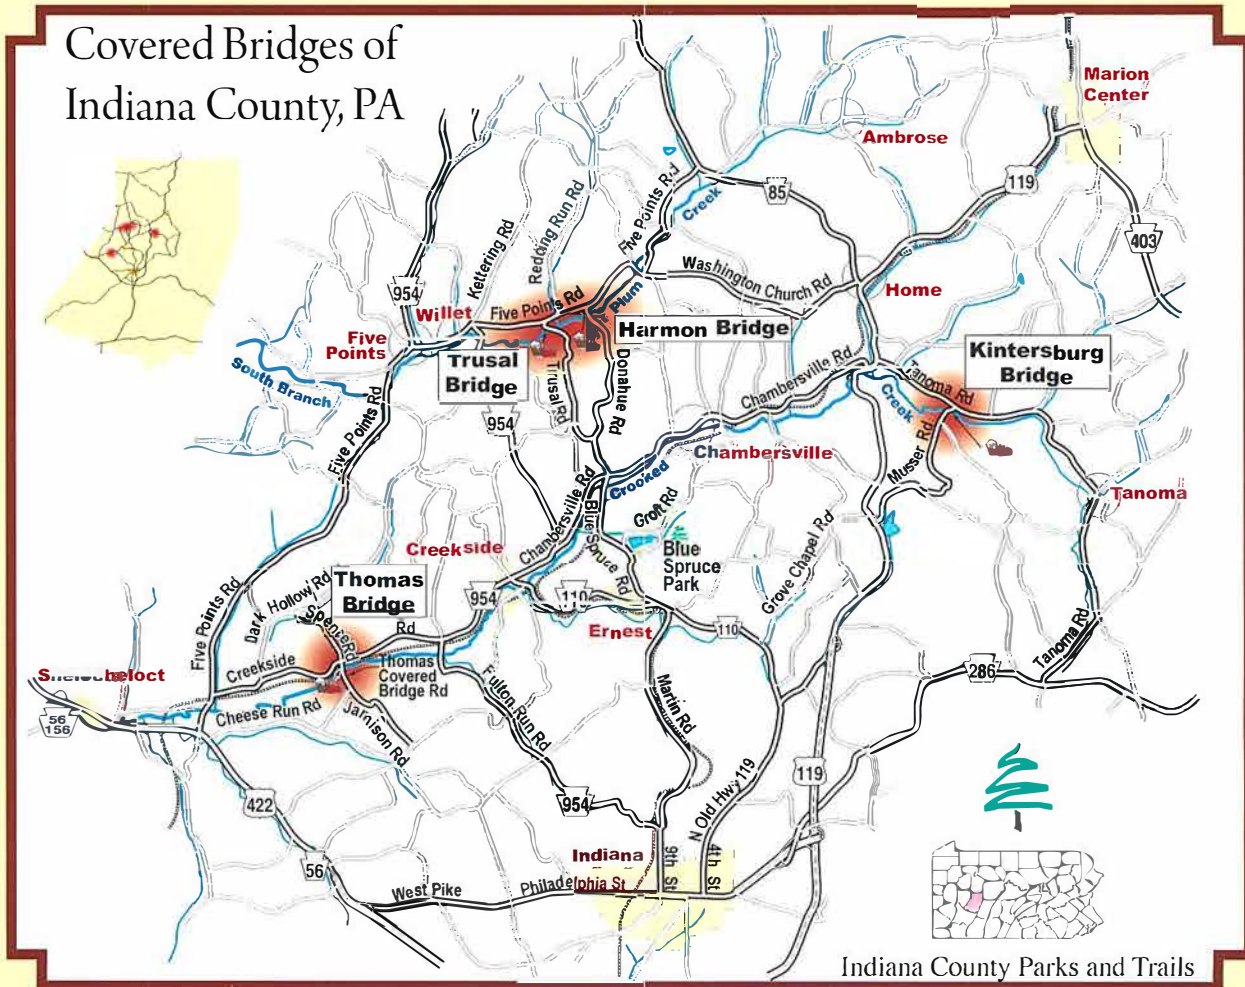 Covered Bridges of
Indiana County, PA
Marion
Center
Ambrose
119
85
403
Five Points Rd
Creek
Redding Run Rd
Kettering Rd
Washington Church Rd
Home
954
Willet
Five Points Rd
Plum
Harmon Bridge
Five
Points
Trusal
Bridge
Kintersburg
Bridge
South Branch
Trusal Rd
Donahue Rd
Chambersville Rd
Tanoma Rd
Creek
Five Points Rd
954
Chambersville
Musser Rd
Crooked
Tanoma
Chambersville Rd
Blue Spruce Rd
Groft Rd
Creekside
Blue
Spruce
Park
Grove Chapel Rd
Thomas
Bridge
Dark Hollow Rd
Spence Rd
954
110
Ernest
110
Five Points Rd
Rd
Creekside
Thomas
Covered
Bridge Rd
Tanoma Rd
286
56
156
Cheese Run Rd
Jamison Rd
Fulton Run Rd
Martin Rd
N Old Hwy 119
119
422
954
56
Indiana
9th St
4th St
West Pike
Philadelphia St
Indiana County Parks and Trails